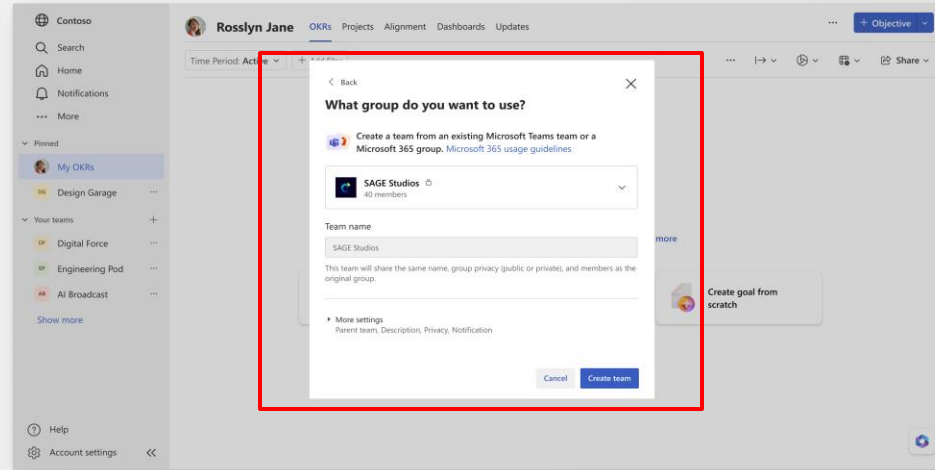 Contoso
Search
Home
Notifications
More
Pinned
My OKRs
DG Design Garage
Your teams
DF Digital Force
EP Engineering Pod
AB AI Broadcast
Show more
Help
Account settings
Rosslyn Jane OKRs Projects Alignment Dashboards Updates
+ Objective
Time Period: Active + Add filter
Share
Back
What group do you want to use?
Create a team from an existing Microsoft Teams team or a
Microsoft 365 group. Microsoft 365 usage guidelines
SAGE Studios
40 members
Team name
SAGE Studios
This team will share the same name, group privacy (public or private), and members as the
original group.
More settings
Parent team, Description, Privacy, Notification
Cancel Create team
more
Create goal from
scratch